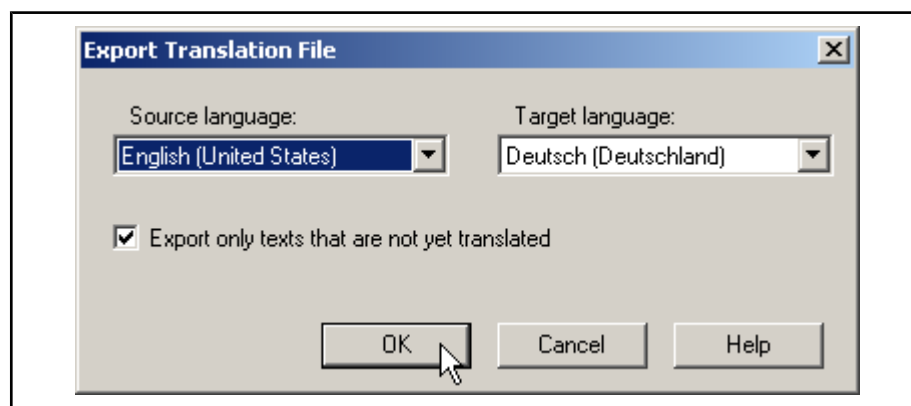 Export Translation File
Source language: Target language:
English (United States) Deutsch (Deutschland)
Export only texts that are not yet translated
OK Cancel Help